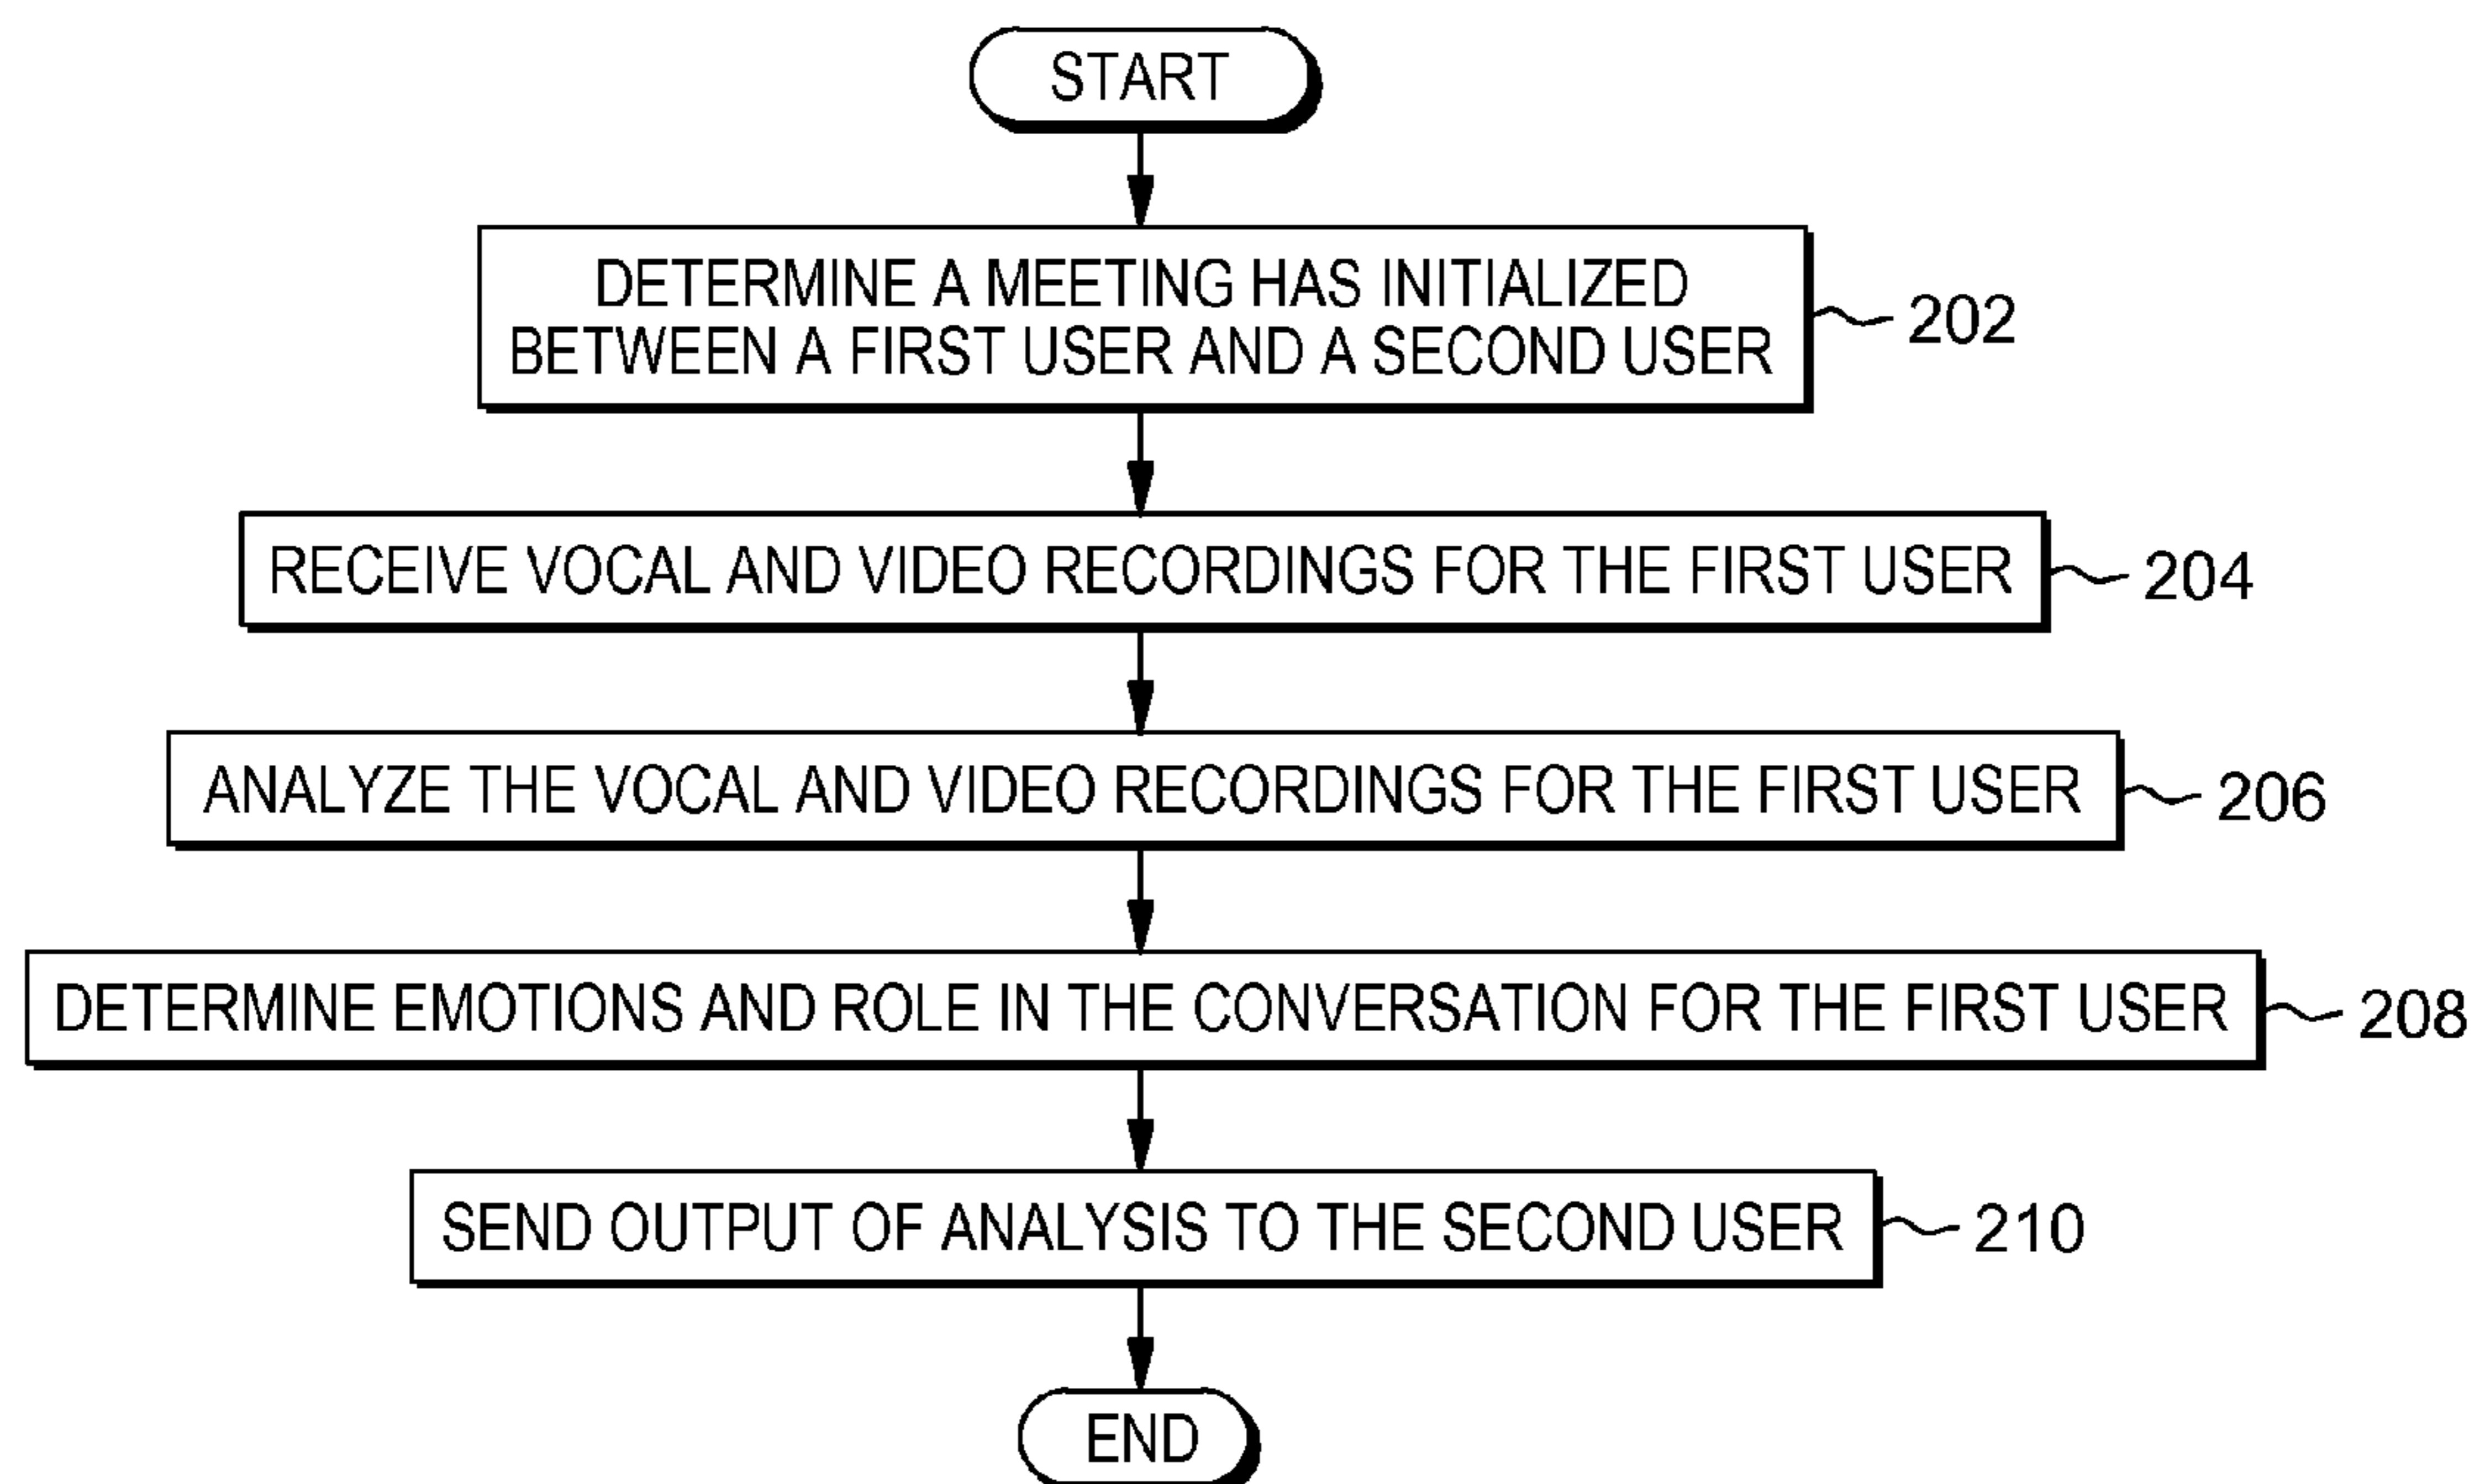 START
DETERMINE A MEETING HAS INITIALIZED
BETWEEN A FIRST USER AND A SECOND USER
202
RECEIVE VOCAL AND VIDEO RECORDINGS FOR THE FIRST USER
204
ANALYZE THE VOCAL AND VIDEO RECORDINGS FOR THE FIRST USER
206
DETERMINE EMOTIONS AND ROLE IN THE CONVERSATION FOR THE FIRST USER
208
SEND OUTPUT OF ANALYSIS TO THE SECOND USER
210
END